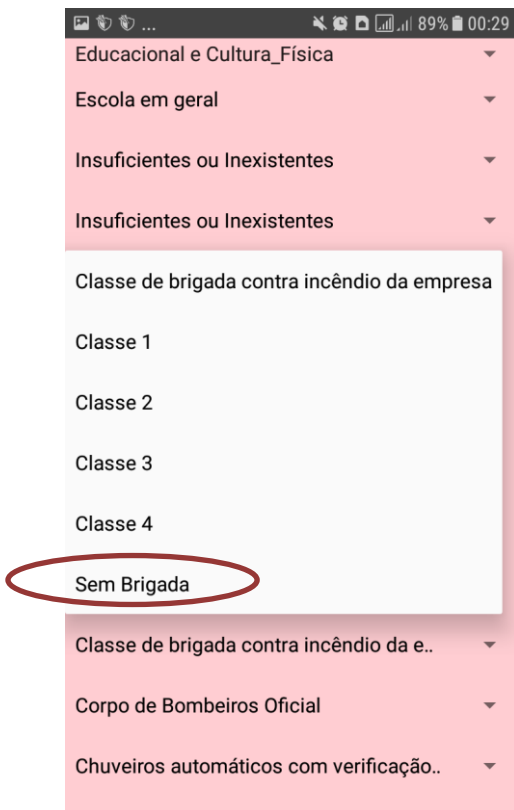 ... 89% 00:29
Educacional e Cultura_Física
Escola em geral
Insuficientes ou Inexistentes
Insuficientes ou Inexistentes
Classe de brigada contra incêndio da empresa
Classe 1
Classe 2
Classe 3
Classe 4
Sem Brigada
Classe de brigada contra incêndio da e..
Corpo de Bombeiros Oficial
Chuveiros automáticos com verificação..